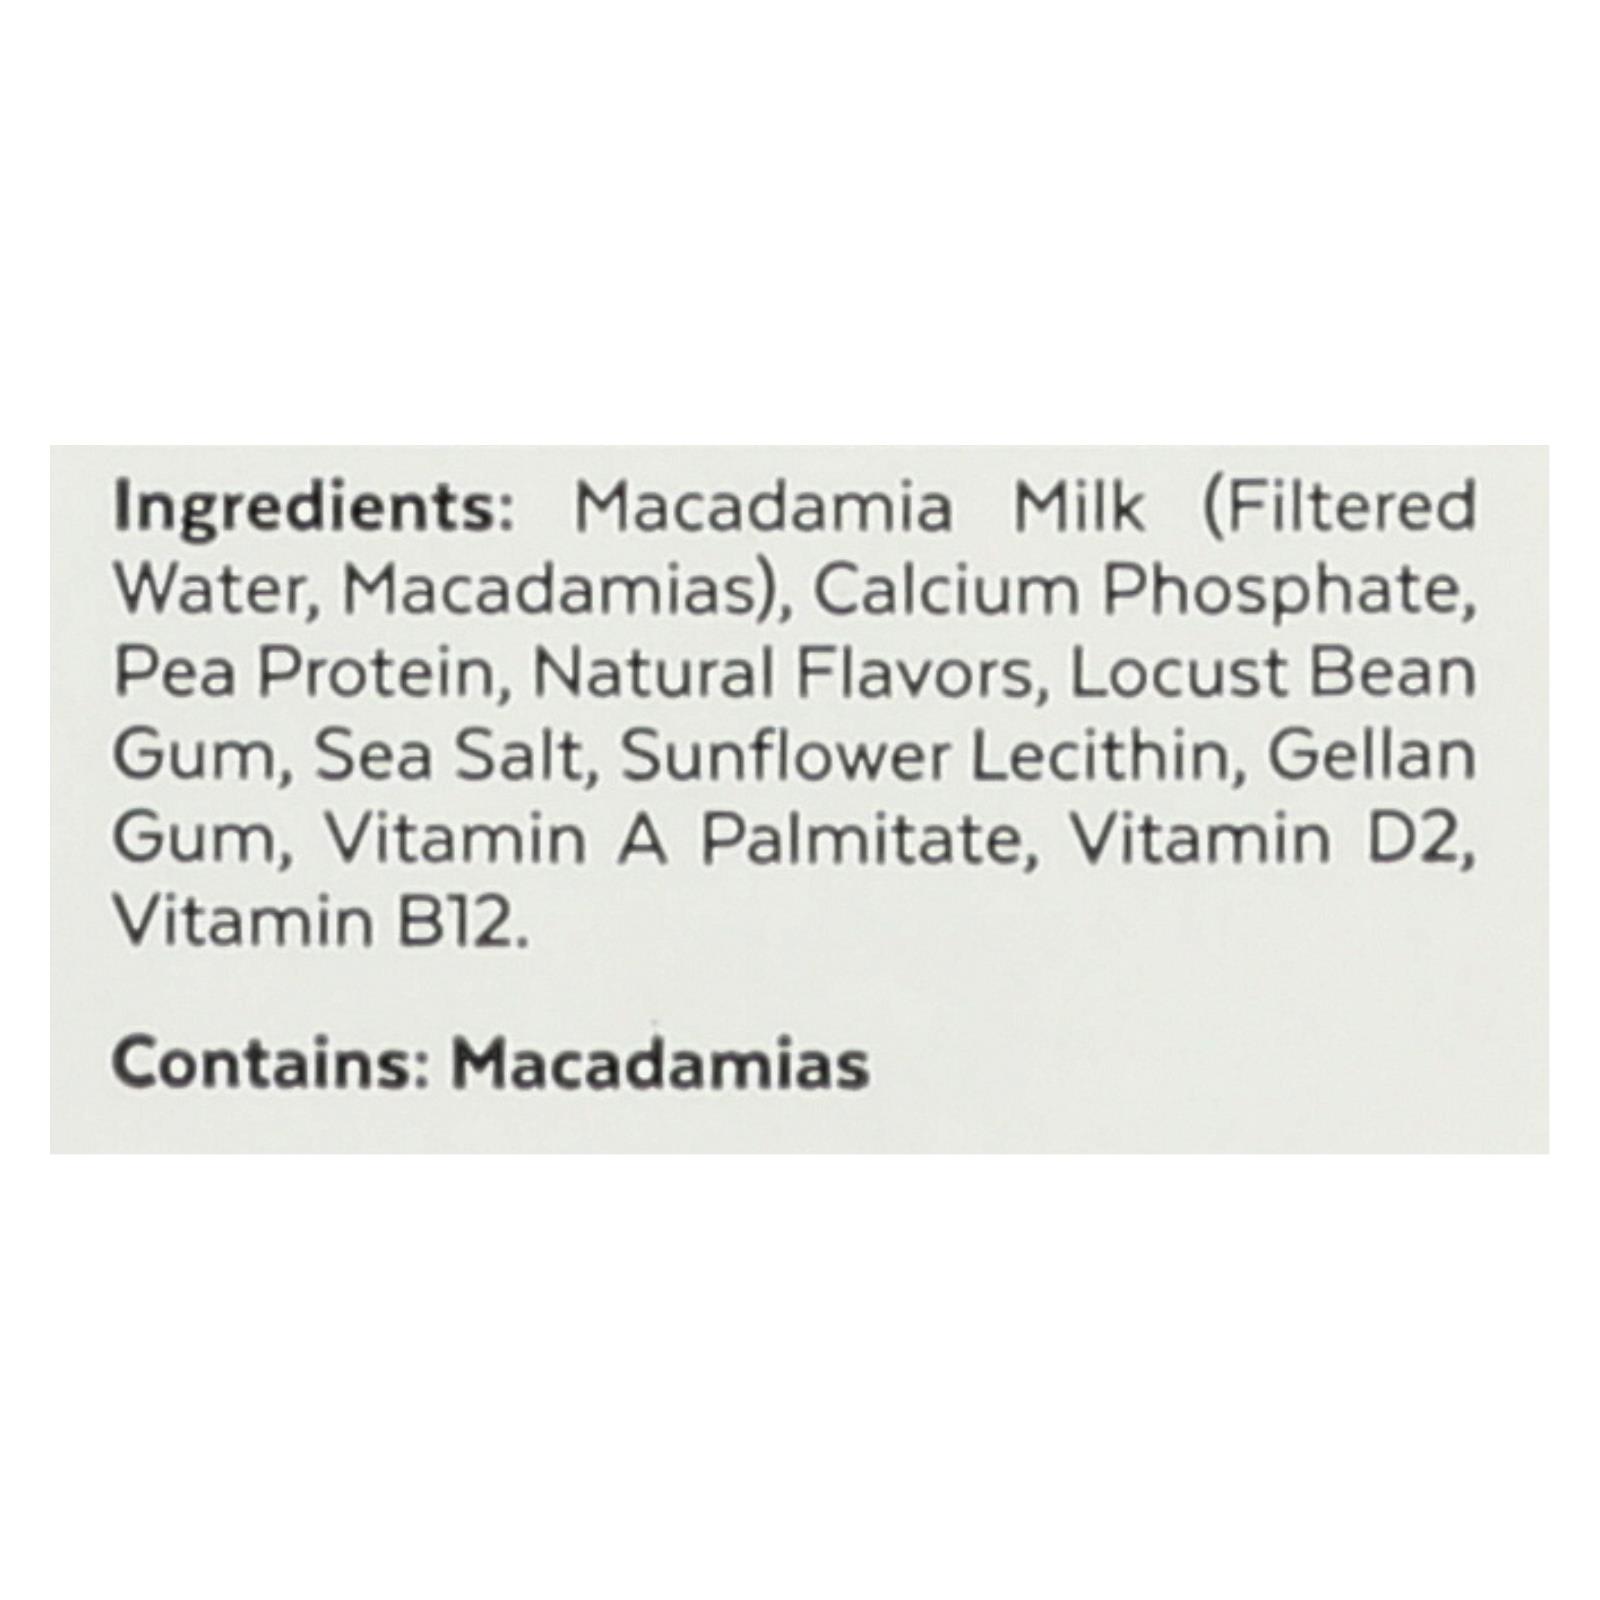 Ingredients: Macadamia Milk (Filtered
Water, Macadamias), Calcium Phosphate,
Pea Protein, Natural Flavors, Locust Bean
Gum, Sea Salt, Sunflower Lecithin, Gellan
Gum, Vitamin A Palmitate, Vitamin D2,
Vitamin B12.
Contains: Macadamias